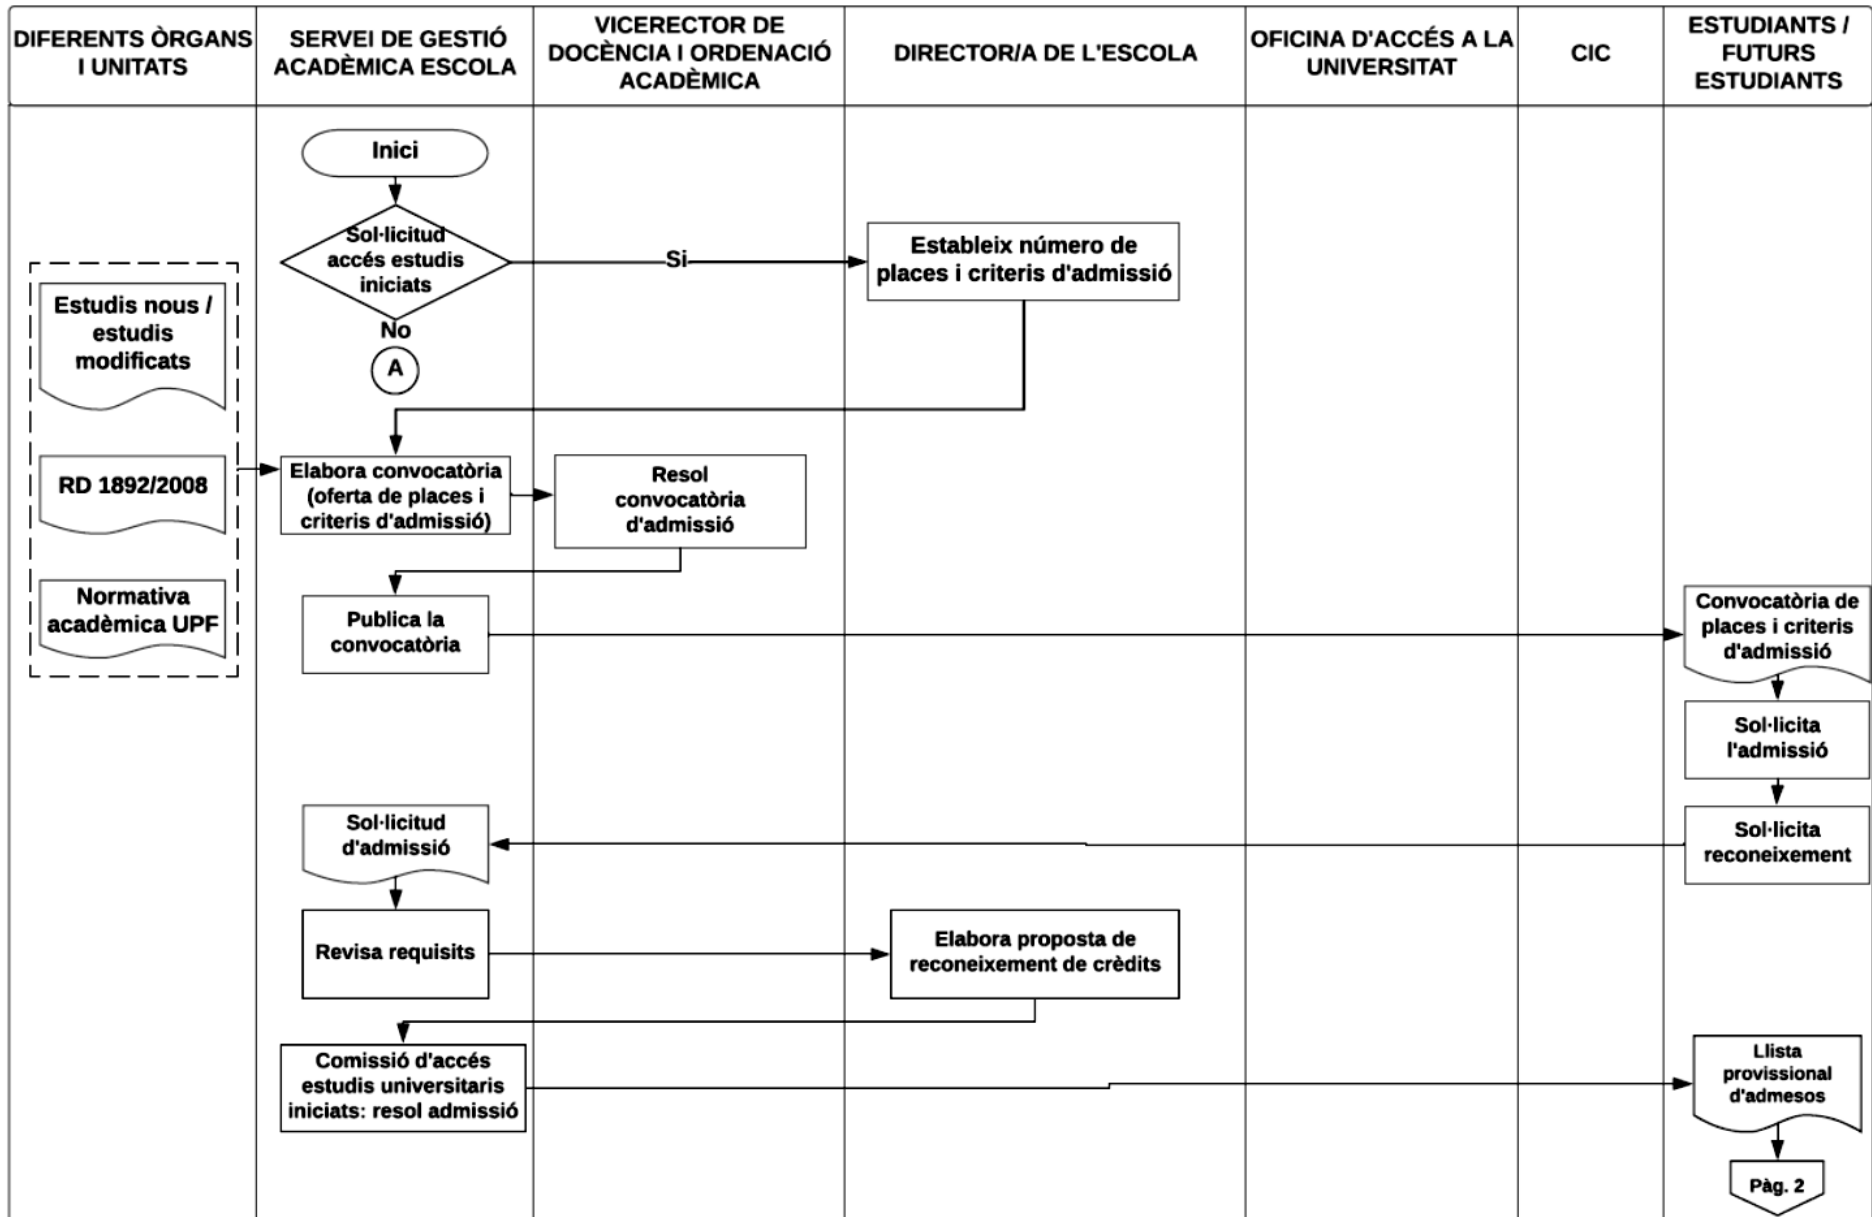 DIFERENTS ÒRGANS
I UNITATS
SERVEI DE GESTIÓ
ACADÈMICA ESCOLA
VICERECTOR DE
DOCÈNCIA I ORDENACIÓ
ACADÈMICA
DIRECTOR/A DE L'ESCOLA
OFICINA D'ACCÉS A LA
UNIVERSITAT
CIC
ESTUDIANTS /
FUTURS
ESTUDIANTS
Inici
Sol·licitud
accés estudis
iniciats
Si
Estableix número de
places i criteris d'admissió
No
A
Estudis nous /
estudis
modificats
RD 1892/2008
Normativa
acadèmica UPF
Elabora convocatòria
(oferta de places i
criteris d'admissió)
Resol
convocatòria
d'admissió
Publica la
convocatòria
Convocatòria de
places i criteris
d'admissió
Sol·licita
l'admissió
Sol·licita
reconeixement
Sol·licitud
d'admissió
Revisa requisits
Elabora proposta de
reconeixement de crèdits
Comissió d'accés
estudis universitaris
iniciats: resol admissió
Llista
provissional
d'admesos
Pàg. 2